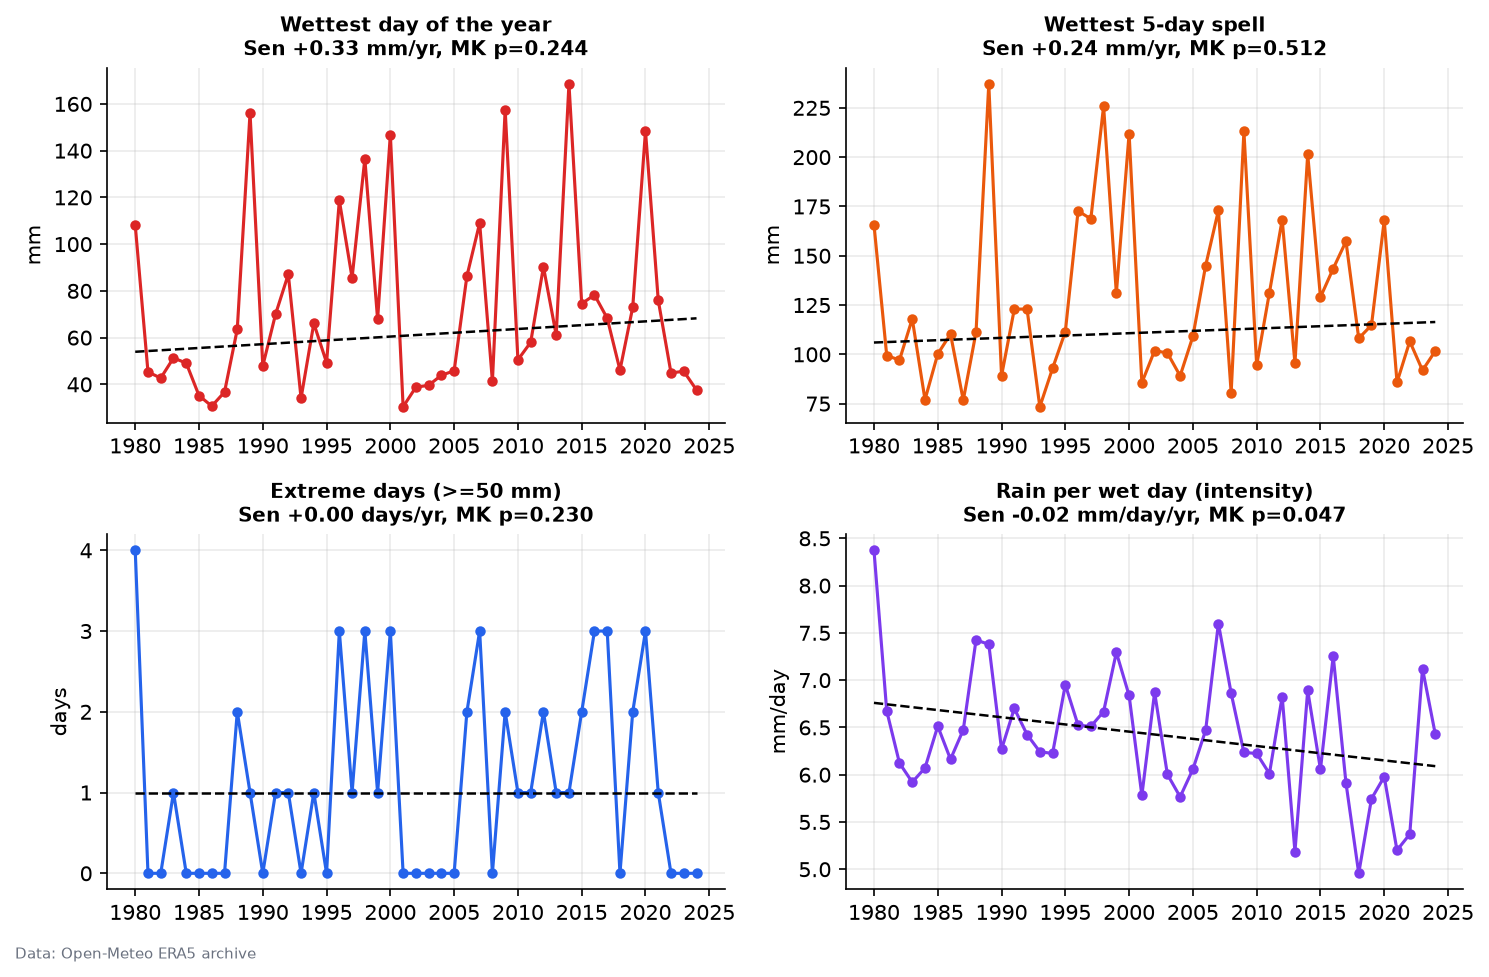 Wettest day of the year
Sen +0.33 mm/yr, MK p=0.244
mm
160
140
120
100
80
60
40
1980 1985 1990 1995 2000 2005 2010 2015 2020 2025
Wettest 5-day spell
Sen +0.24 mm/yr, MK p=0.512
mm
225
200
175
150
125
100
75
1980 1985 1990 1995 2000 2005 2010 2015 2020 2025
Extreme days (>=50 mm)
Sen +0.00 days/yr, MK p=0.230
days
4
3
2
1
0
1980 1985 1990 1995 2000 2005 2010 2015 2020 2025
Rain per wet day (intensity)
Sen -0.02 mm/day/yr, MK p=0.047
mm/day
8.5
8.0
7.5
7.0
6.5
6.0
5.5
5.0
1980 1985 1990 1995 2000 2005 2010 2015 2020 2025
Data: Open-Meteo ERA5 archive